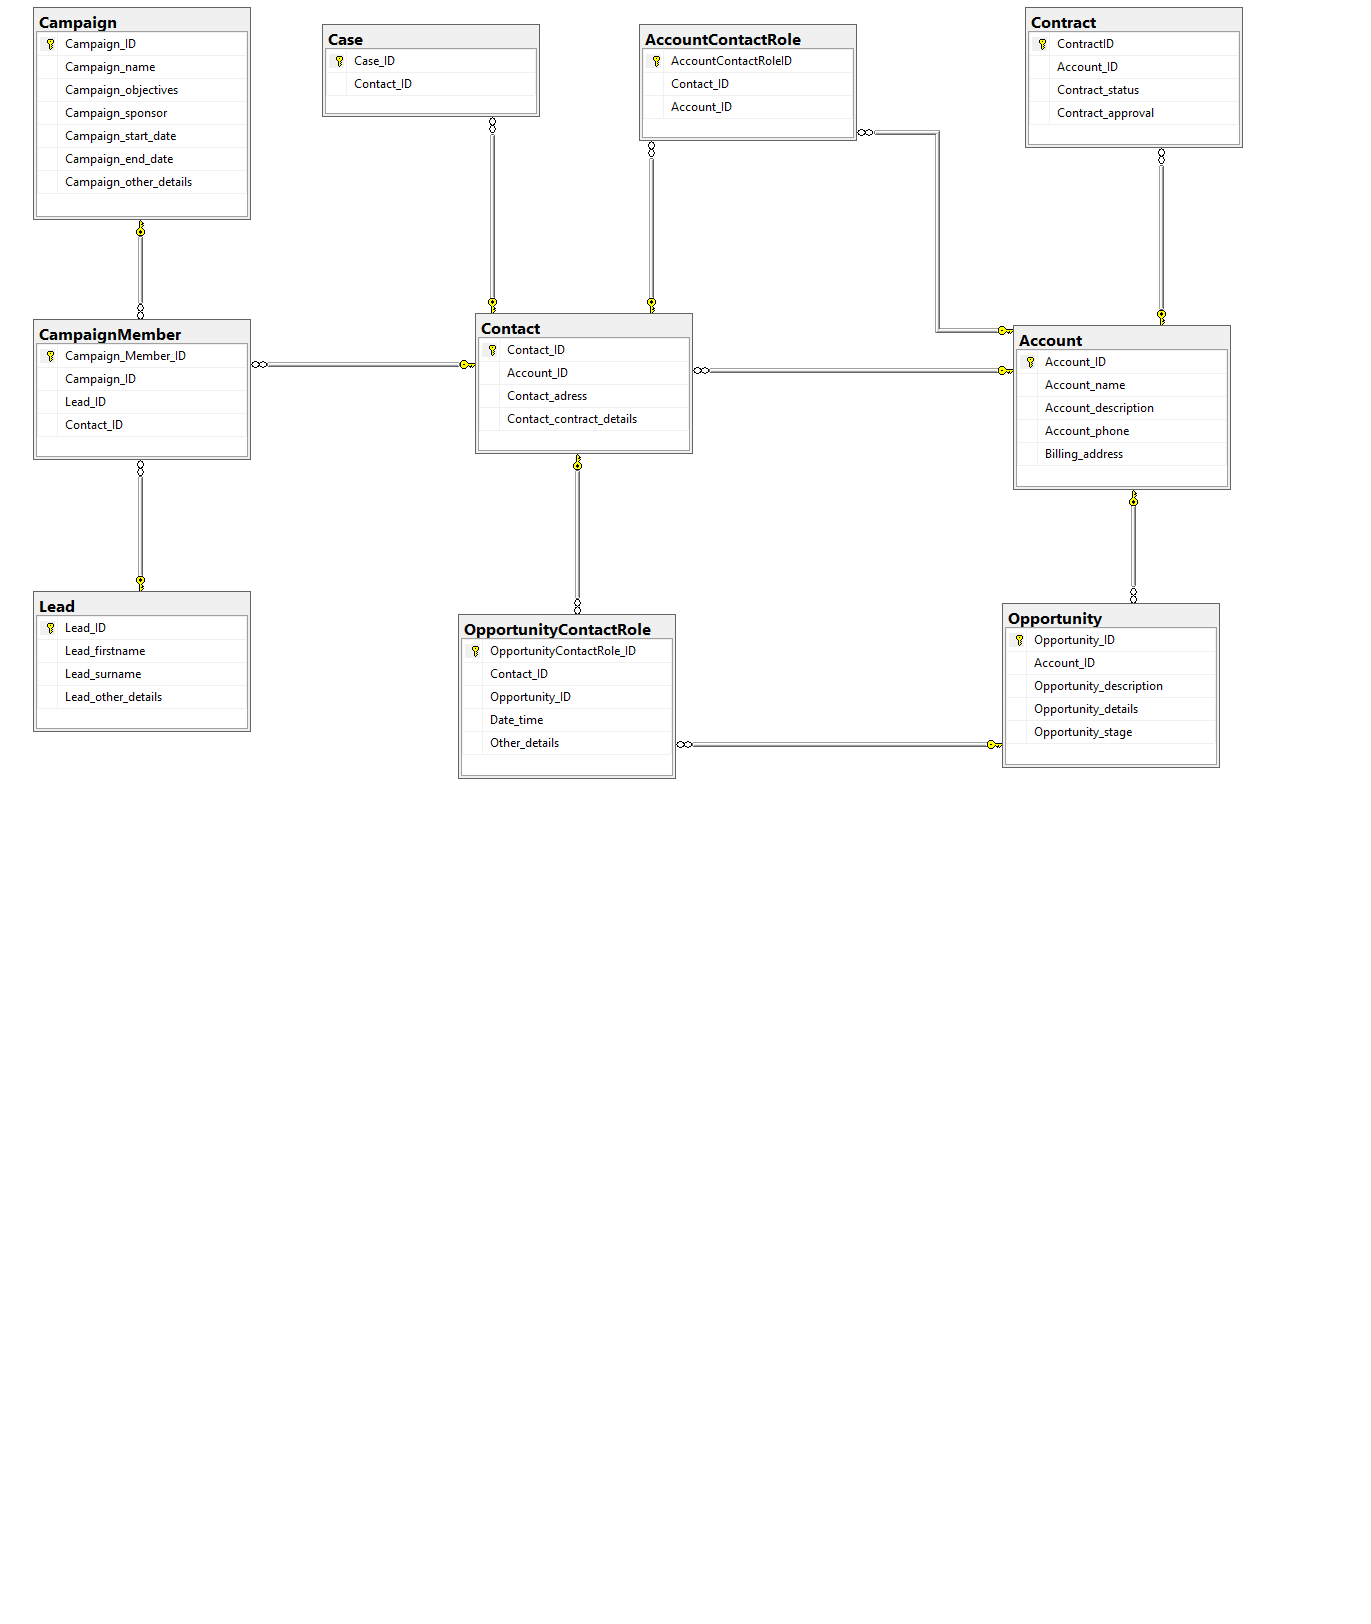 Campaign
Campaign_ID
Campaign_name
Campaign_objectives
Campaign_sponsor
Campaign_start_date
Campaign_end_date
Campaign_other_details
Case
Case_ID
Contact_ID
AccountContactRole
AccountContactRoleID
Contact_ID
Account_ID
Contract
ContractID
Account_ID
Contract_status
Contract_approval
CampaignMember
Campaign_Member_ID
Campaign_ID
Lead_ID
Contact_ID
Contact
Contact_ID
Account_ID
Contact_adress
Contact_contract_details
Account
Account_ID
Account_name
Account_description
Account_phone
Billing_address
Lead
Lead_ID
Lead_firstname
Lead_surname
Lead_other_details
OpportunityContactRole
OpportunityContactRole_ID
Contact_ID
Opportunity_ID
Date_time
Other_details
Opportunity
Opportunity_ID
Account_ID
Opportunity_description
Opportunity_details
Opportunity_stage